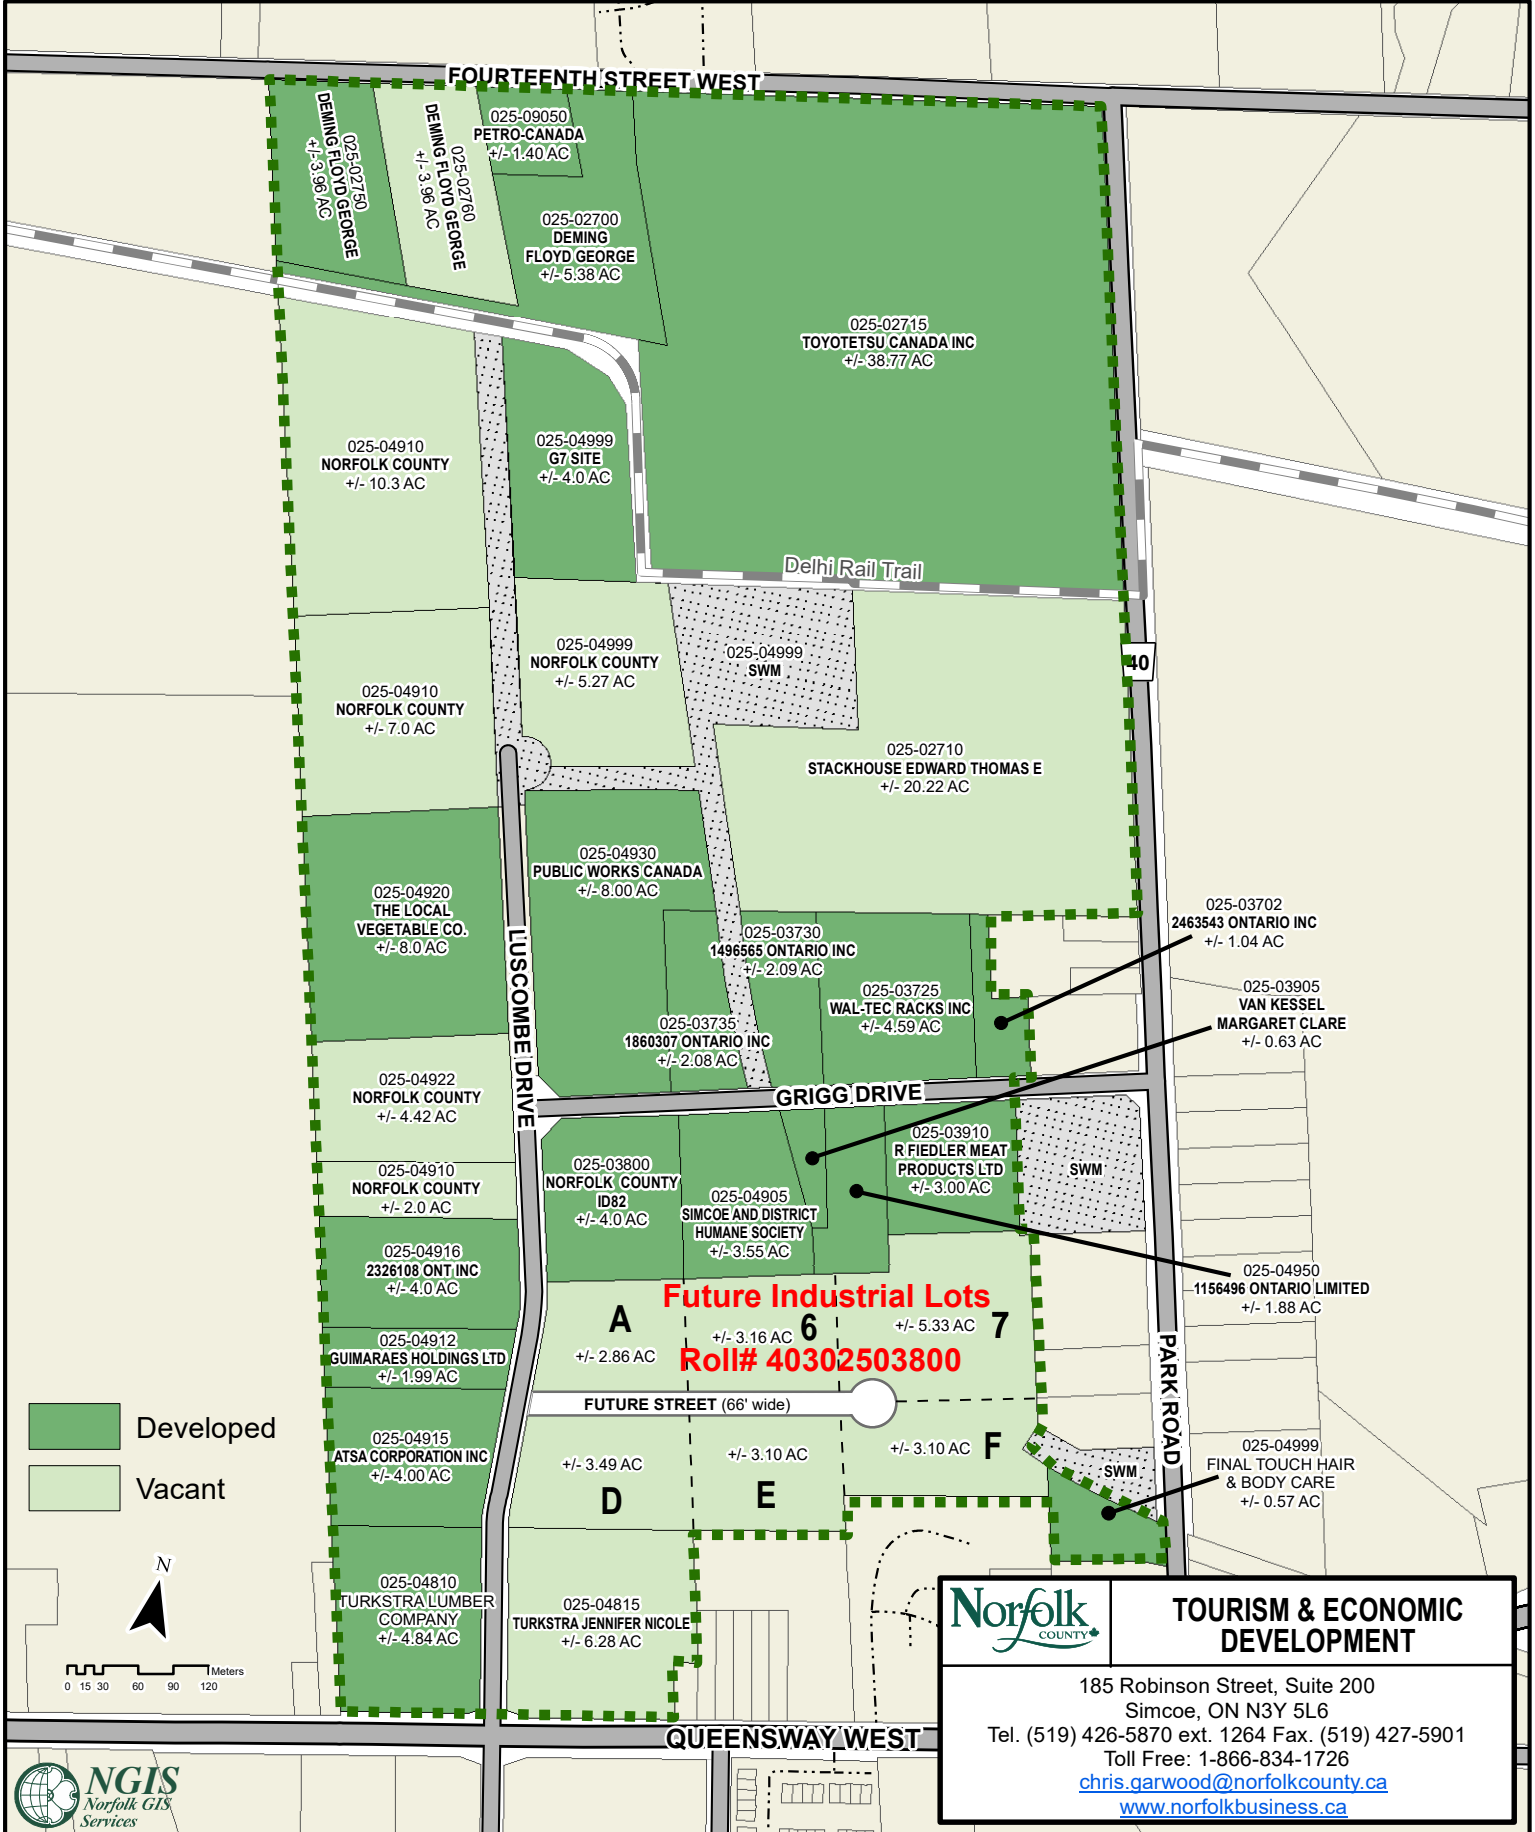 FOURTEENTH STREET WEST
025-02750
DEMING FLOYD GEORGE
+/- 3.96 AC
025-02760
DEMING FLOYD GEORGE
+/- 3.96 AC
025-09050
PETRO-CANADA
+/- 1.40 AC
025-02700
DEMING
FLOYD GEORGE
+/- 5.38 AC
025-02715
TOYOTETSU CANADA INC
+/- 38.77 AC
025-04910
NORFOLK COUNTY
+/- 10.3 AC
025-04999
G7 SITE
+/- 4.0 AC
Delhi Rail Trail
025-04999
NORFOLK COUNTY
+/- 5.27 AC
025-04999
SWM
40
025-04910
NORFOLK COUNTY
+/- 7.0 AC
025-02710
STACKHOUSE EDWARD THOMAS E
+/- 20.22 AC
025-04930
PUBLIC WORKS CANADA
+/- 8.00 AC
025-04920
THE LOCAL
VEGETABLE CO.
+/- 8.0 AC
LUSCOMBE DRIVE
025-03730
1496565 ONTARIO INC
+/- 2.09 AC
025-03702
2463543 ONTARIO INC
+/- 1.04 AC
025-03725
WAL-TEC RACKS INC
+/- 4.59 AC
025-03905
VAN KESSEL
MARGARET CLARE
+/- 0.63 AC
025-03735
1860307 ONTARIO INC
+/- 2.08 AC
025-04922
NORFOLK COUNTY
+/- 4.42 AC
GRIGG DRIVE
025-03910
R FIEDLER MEAT
PRODUCTS LTD
+/- 3.00 AC
SWM
025-04910
NORFOLK COUNTY
+/- 2.0 AC
025-03800
NORFOLK COUNTY
ID82
+/- 4.0 AC
025-04905
SIMCOE AND DISTRICT
HUMANE SOCIETY
+/- 3.55 AC
025-04916
2326108 ONT INC
+/- 4.0 AC
025-04950
1156496 ONTARIO LIMITED
+/- 1.88 AC
Future Industrial Lots
A
+/- 2.86 AC
+/- 3.16 AC
6
+/- 5.33 AC
7
Roll# 40302503800
025-04912
GUIMARAES HOLDINGS LTD
+/- 1.99 AC
PARK ROAD
FUTURE STREET (66' wide)
Developed
Vacant
025-04915
ATSA CORPORATION INC
+/- 4.00 AC
+/- 3.49 AC
D
+/- 3.10 AC
E
+/- 3.10 AC
F
SWM
025-04999
FINAL TOUCH HAIR
& BODY CARE
+/- 0.57 AC
N
025-04810
TURKSTRA LUMBER
COMPANY
+/- 4.84 AC
025-04815
TURKSTRA JENNIFER NICOLE
+/- 6.28 AC
Meters
0 15 30 60 90 120
QUEENSWAY WEST
NGIS
Norfolk GIS
Services
Norfolk
COUNTY
TOURISM & ECONOMIC
DEVELOPMENT
185 Robinson Street, Suite 200
Simcoe, ON N3Y 5L6
Tel. (519) 426-5870 ext. 1264 Fax. (519) 427-5901
Toll Free: 1-866-834-1726
chris.garwood@norfolkcounty.ca
www.norfolkbusiness.ca